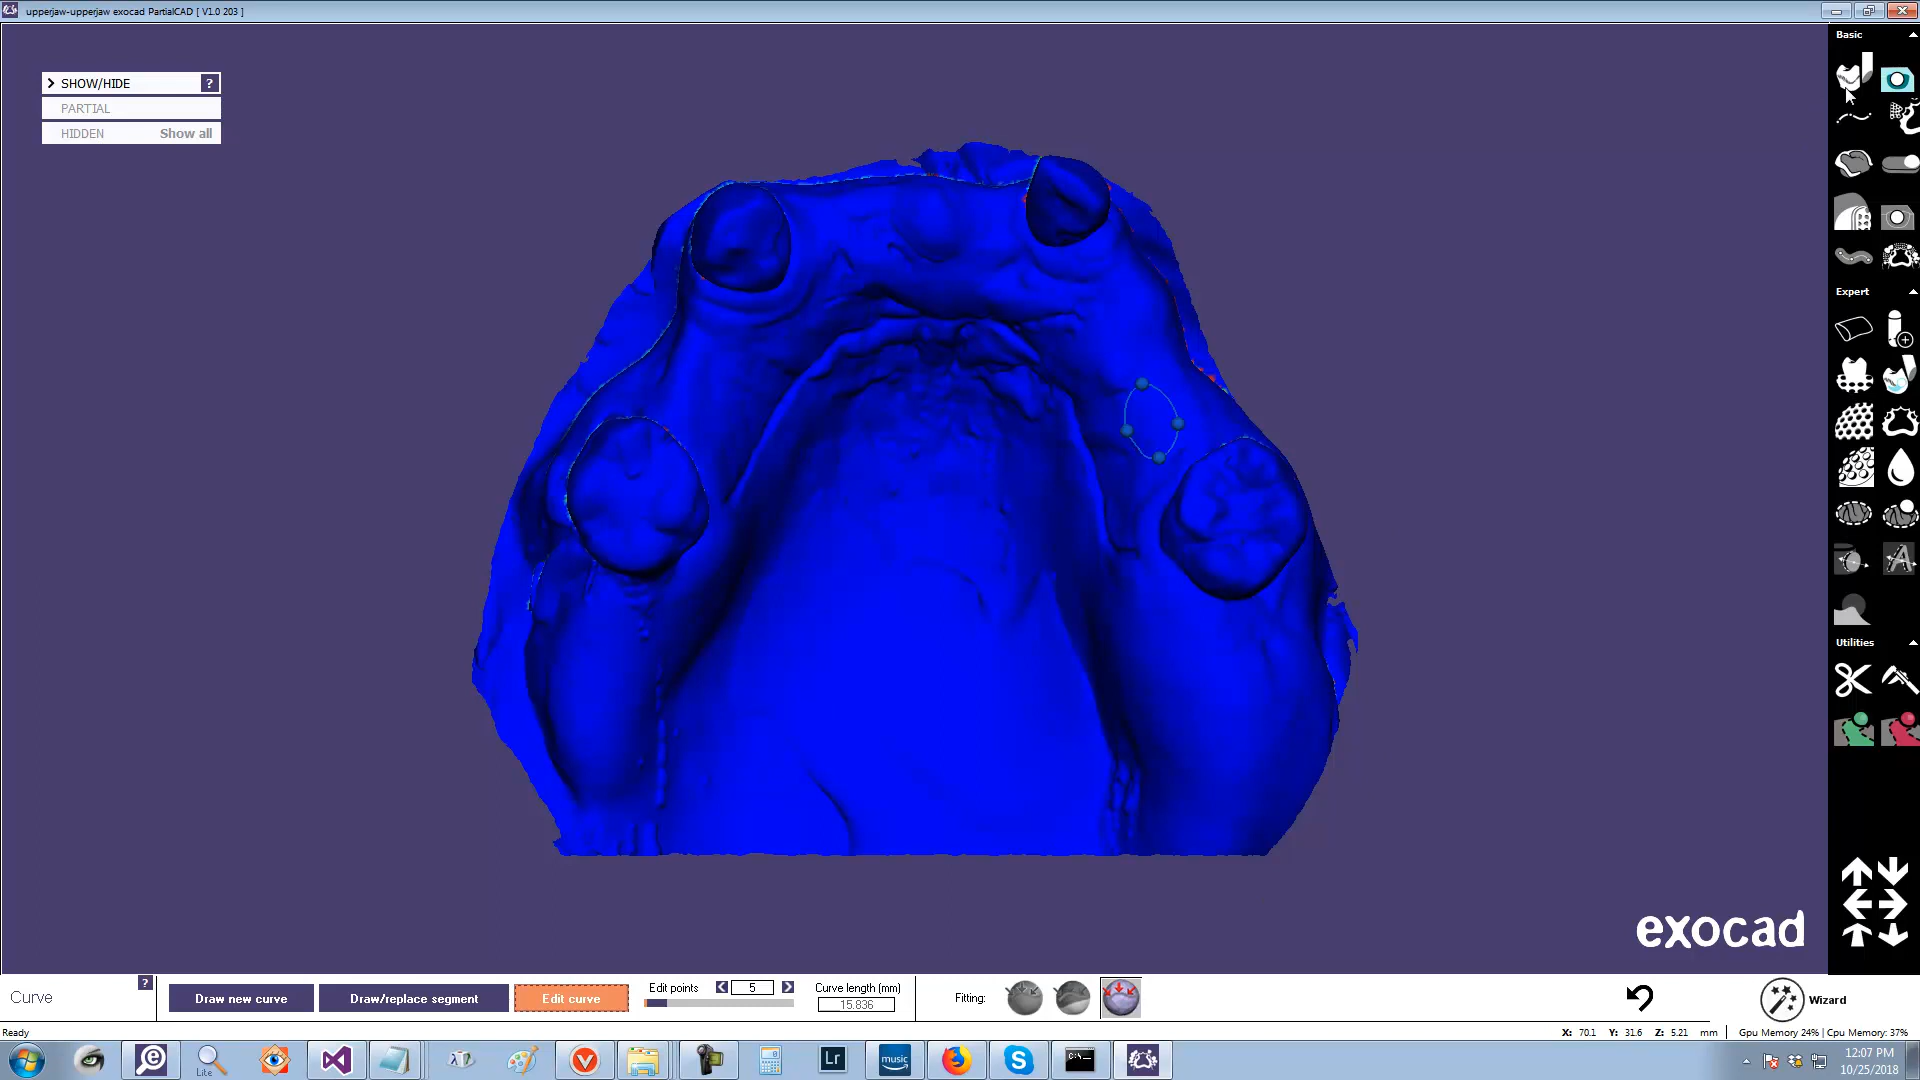 upperjaw-upperjaw exocad PartialCAD [ V1.0 203 ]
Basic
SHOW/HIDE ?
PARTIAL
HIDDEN Show all
Expert
Utilities
exocad
Curve ?
Draw new curve
Draw/replace segment
Edit curve
Edit points 5
Curve length (mm)
15.836
Fitting:
Wizard
Ready
X: 70.1 Y: 31.6 Z: 5.21 mm
Gpu Memory 24% | Cpu Memory: 37%
Lite
Lr
music
C:\_
12:07 PM
10/25/2018